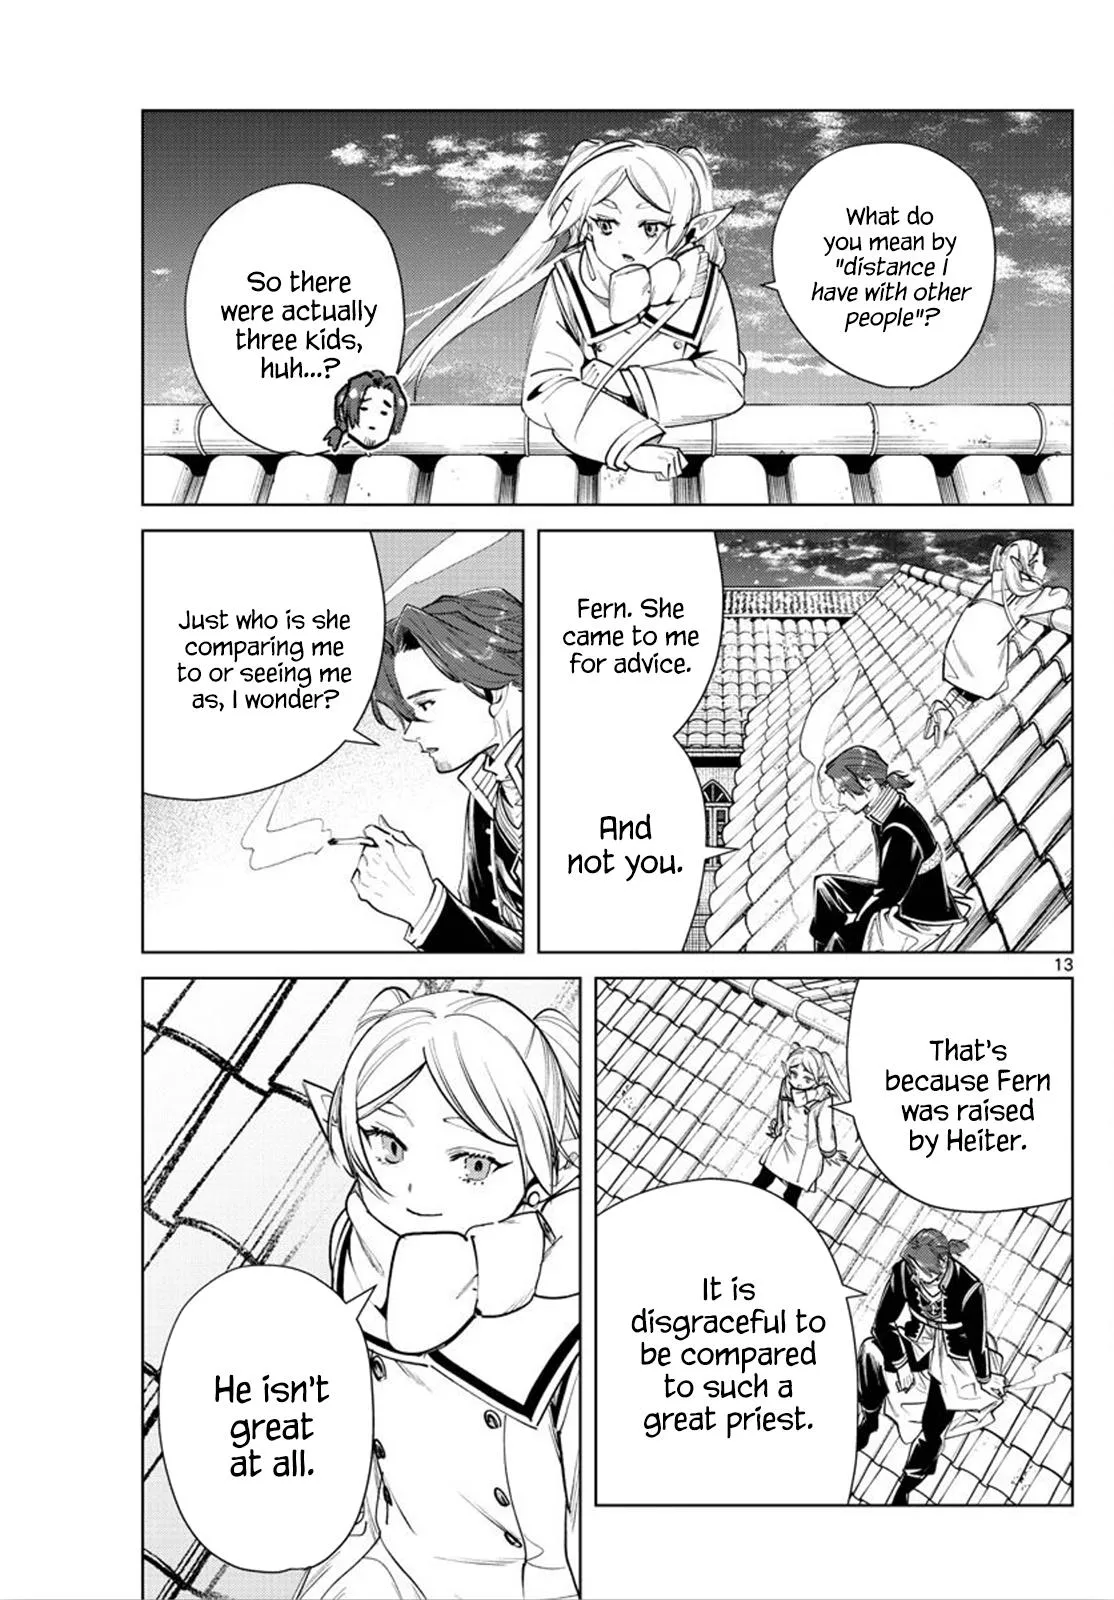 What do
you mean by
"distance I
have with other
people"?
So there
were actually
three kids,
huh...?
Fern. She
came to me
for advice.
And
not you.
Just who is she
comparing me
to or seeing me
as, I wonder?
13
That's
because Fern
was raised
by Heiter.
It is
disgraceful to
be compared
to such a
great priest.
He isn't
great
at all.